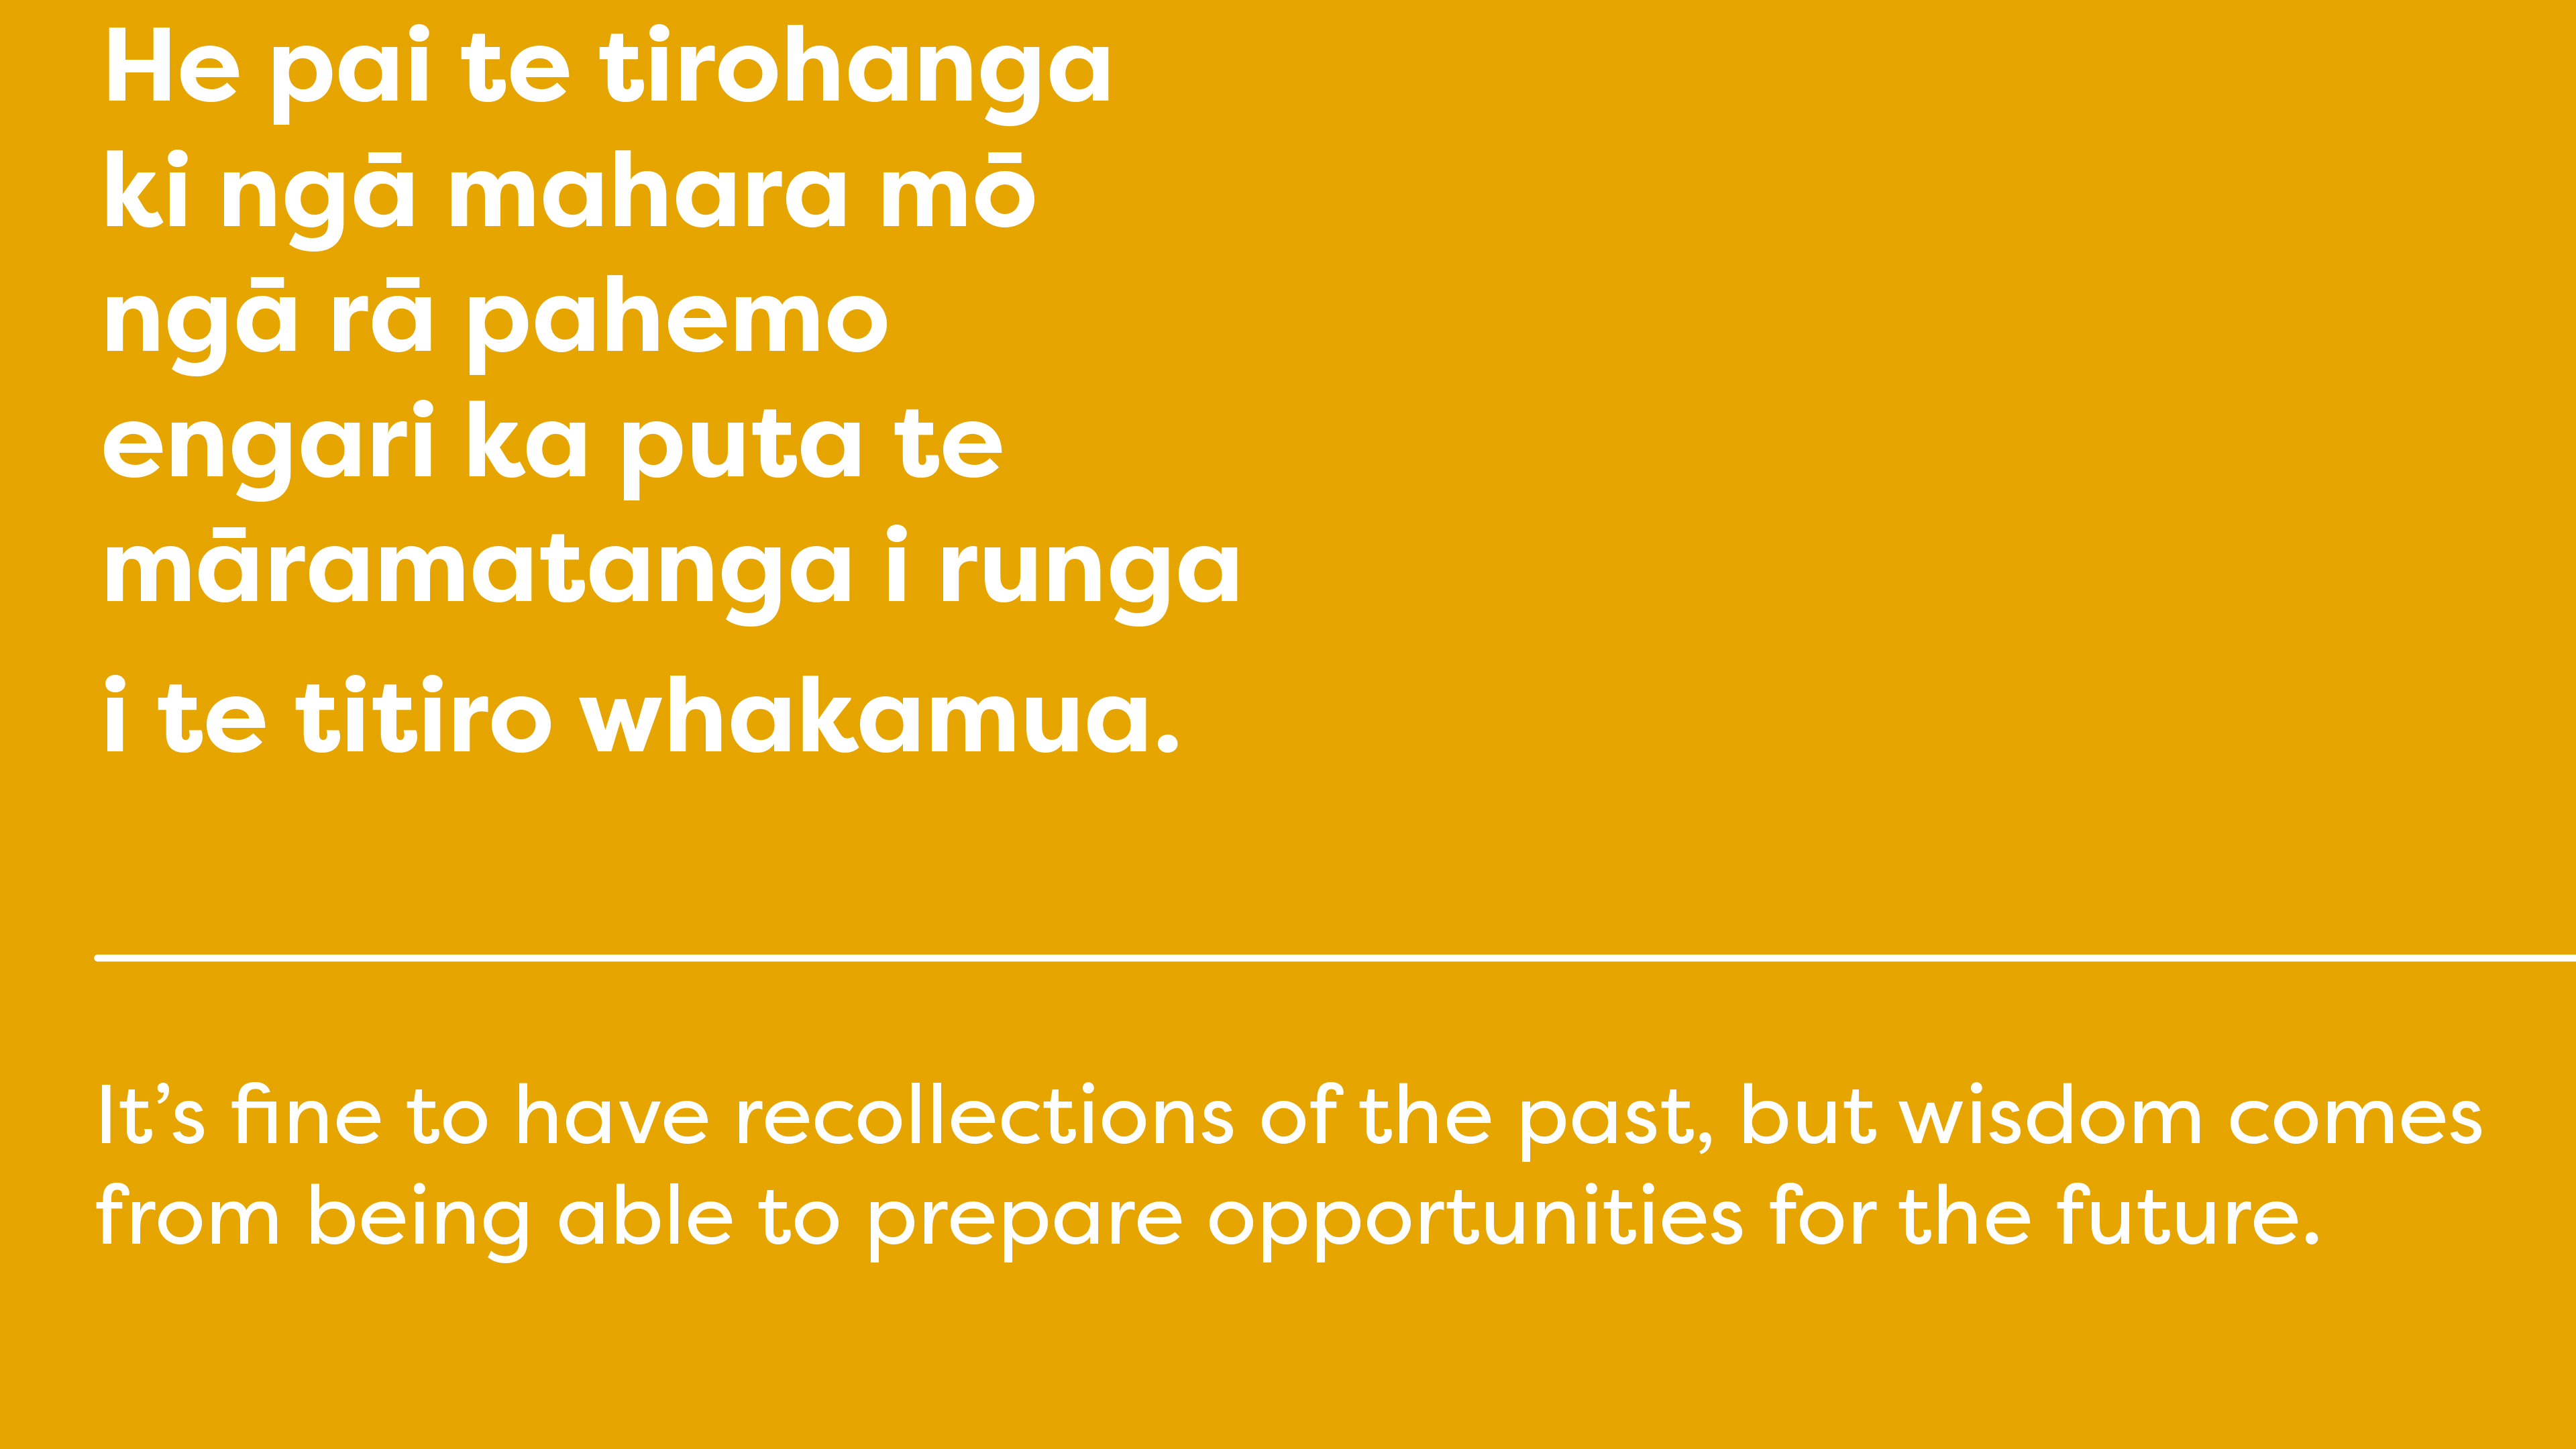 He pai te tirohanga
ki ngā mahara mō
ngā rā pahemo
engari ka puta te
māramatanga i runga
i te titiro whakamua.
It’s fine to have recollections of the past, but wisdom comes
from being able to prepare opportunities for the future.